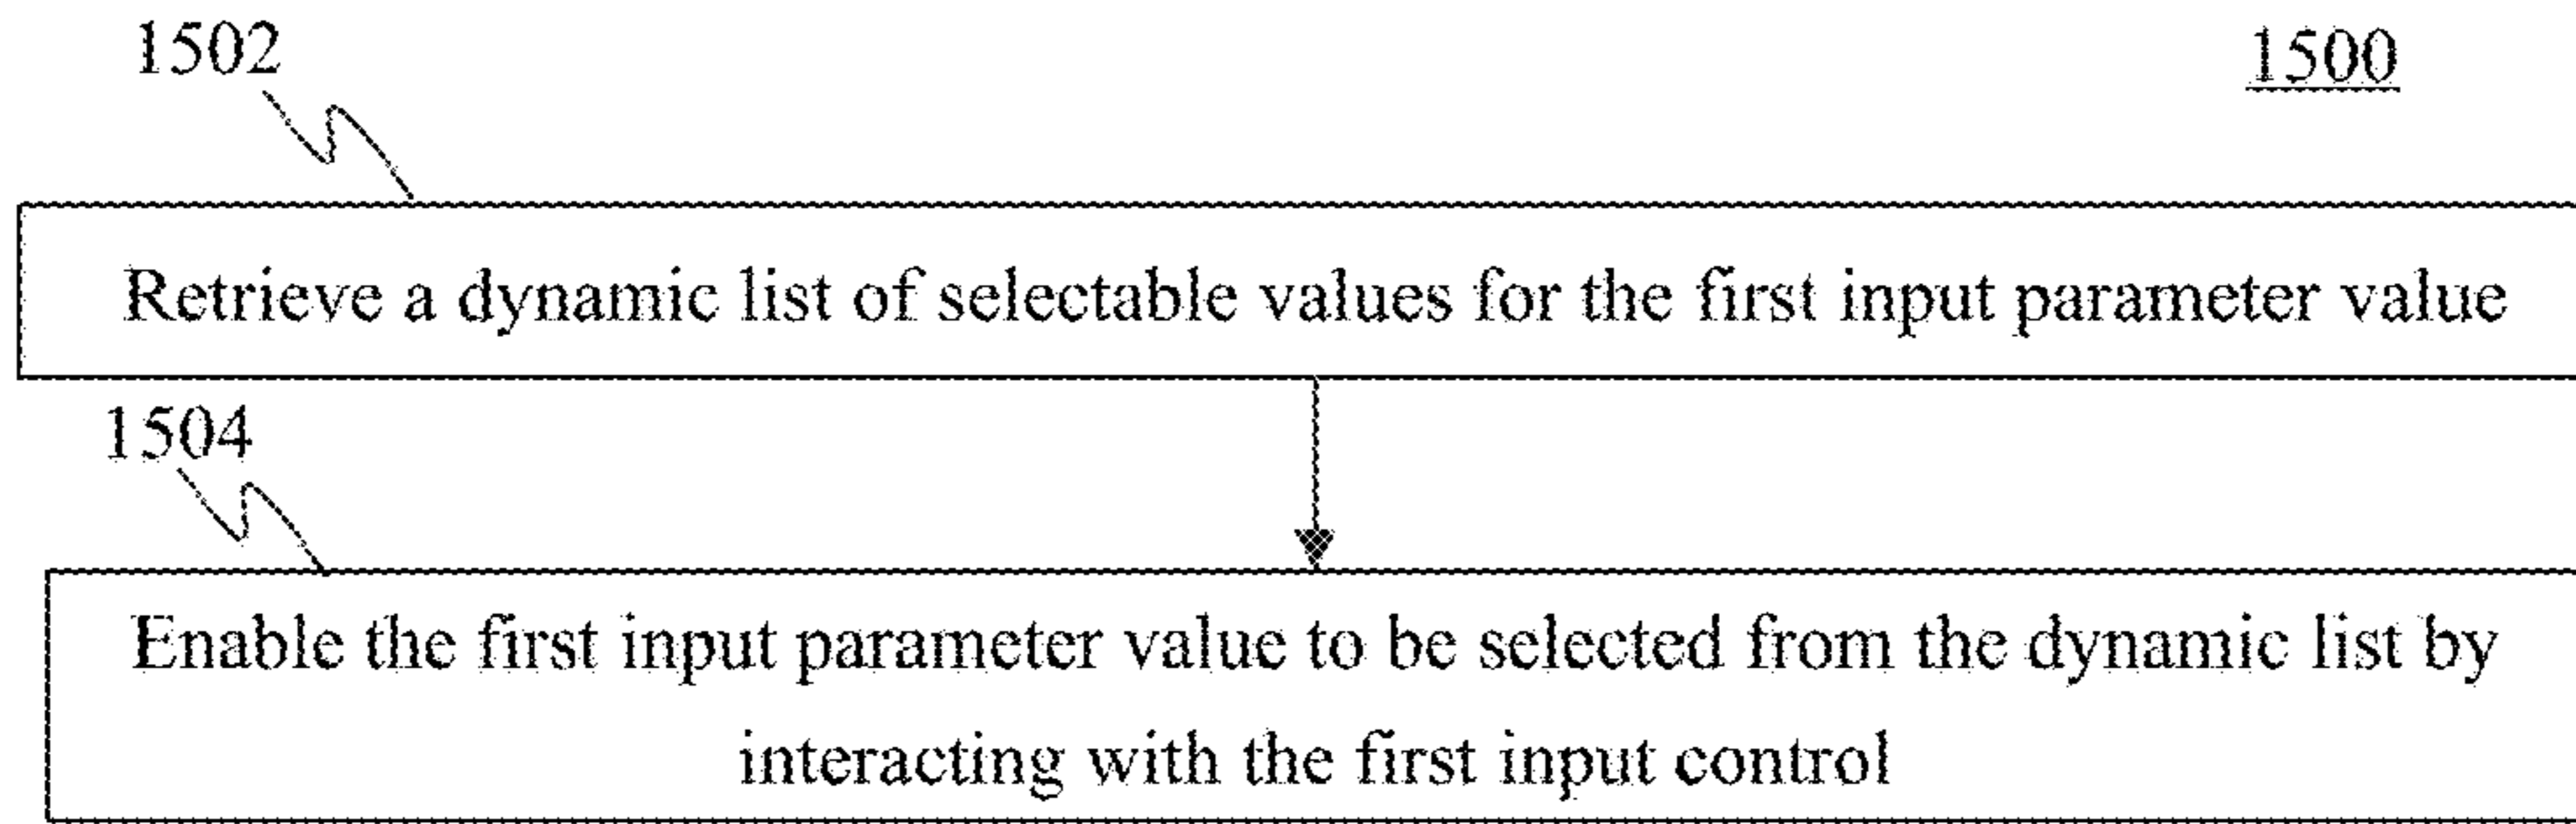 1502
1500
Retrieve a dynamic list of selectable values for the first input parameter value
1504
Enable the first input parameter value to be selected from the dynamic list by
interacting with the first input control